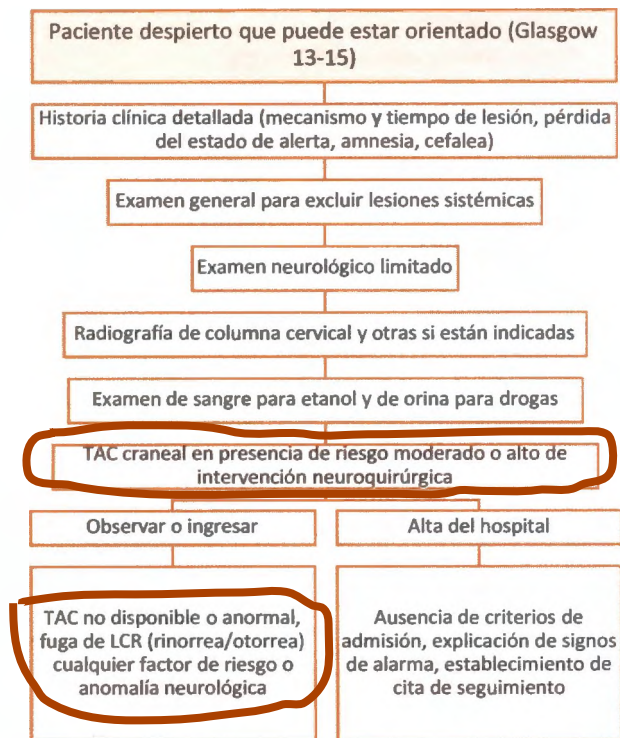 Paciente despierto que puede estar orientado (Glasgow
13-15)
Historia clínica detallada (mecanismo y tiempo de lesión, pérdida
del estado de alerta, amnesia, cefalea)
Examen general para excluir lesiones sistémicas
Examen neurológico limitado
Radiografía de columna cervical y otras si están indicadas
Examen de sangre para etanol y de orina para drogas
TAC craneal en presencia de riesgo moderado o alto de
intervención neuroquirúrgica
Observar o ingresar
Alta del hospital
TAC no disponible o anormal,
fuga de LCR (rinorrea/otorrea)
cualquier factor de riesgo o
anomalía neurológica
Ausencia de criterios de
admisión, explicación de signos
de alarma, establecimiento de
cita de seguimiento